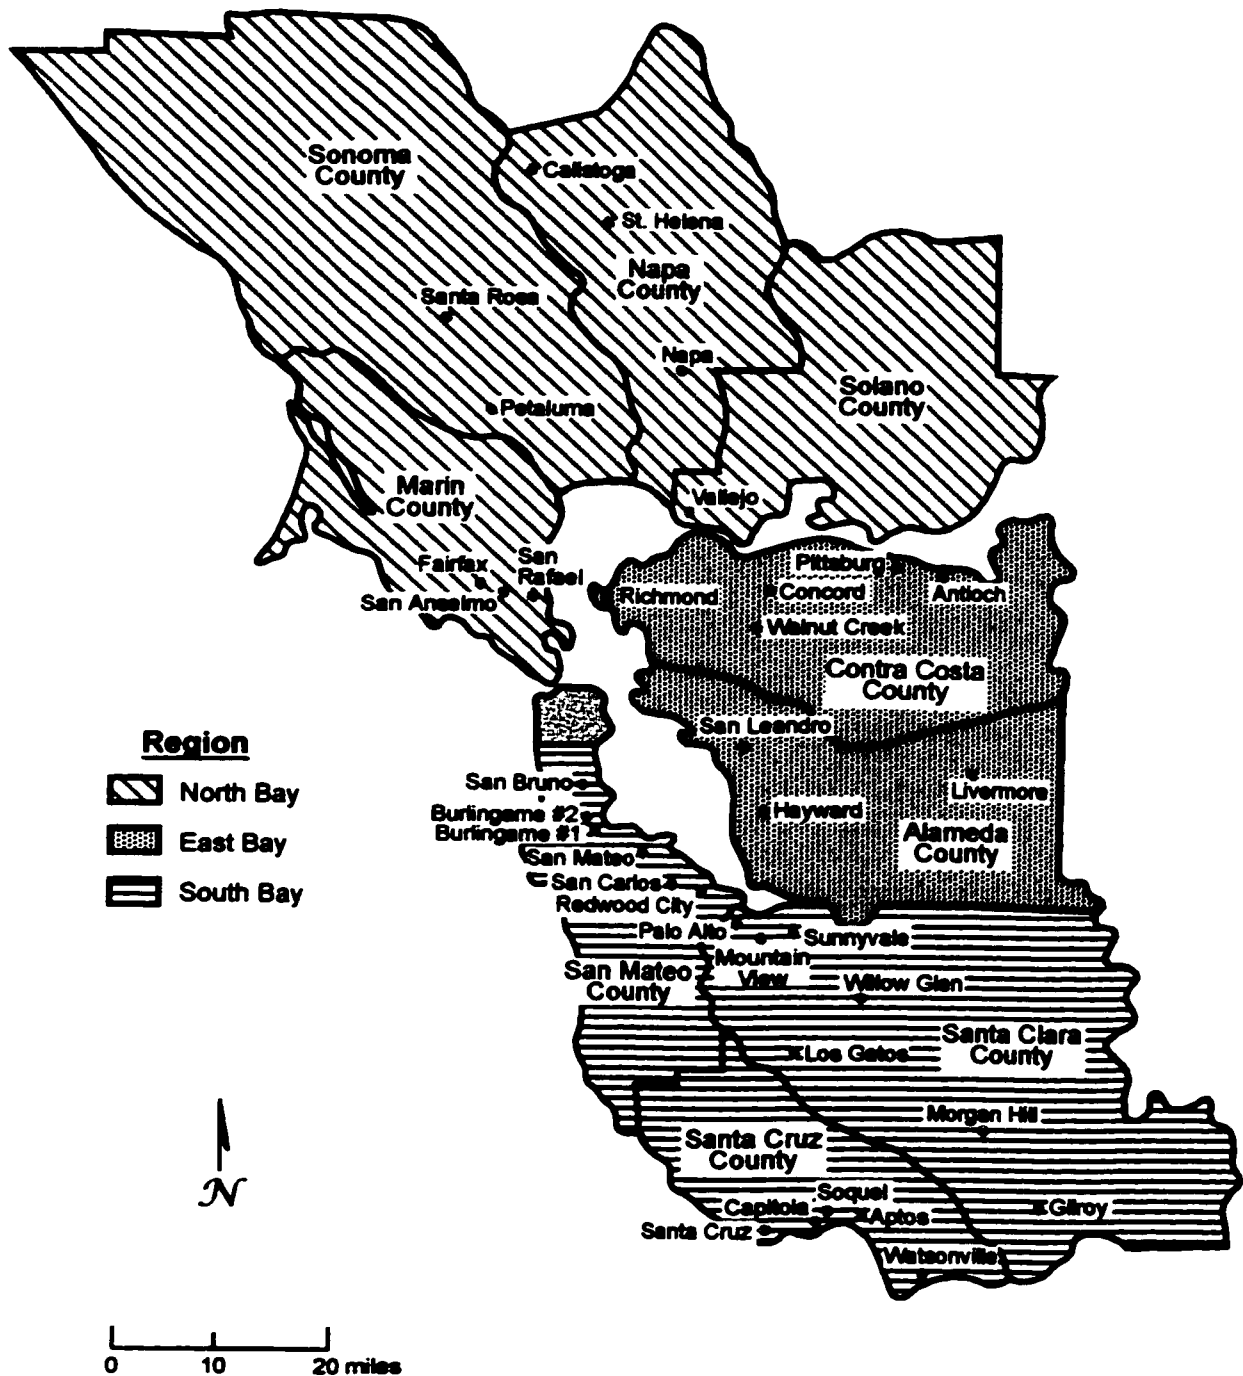 Sonoma
County
Calistoga
St. Helena
Napa
County
Santa Rosa
Napa
Solano
County
Petaluma
Marin
County
Vallejo
Fairfax
San
Rafael
San Anselmo
Pittsburg
Richmond
Concord
Antioch
Walnut Creek
Contra Costa
County
San Leandro
Region
North Bay
East Bay
South Bay
San Bruno
Livermore
Hayward
Burlingame #2
Burlingame #1
Alameda
County
San Mateo
San Carlos
Redwood City
Palo Alto
Sunnyvale
Mountain
View
San Mateo
County
Willow Glen
Santa Clara
County
Los Gatos
Morgan Hill
Santa Cruz
County
Soquel
Capitola
Aptos
Gilroy
Santa Cruz
Watsonville
N
0 10 20 miles